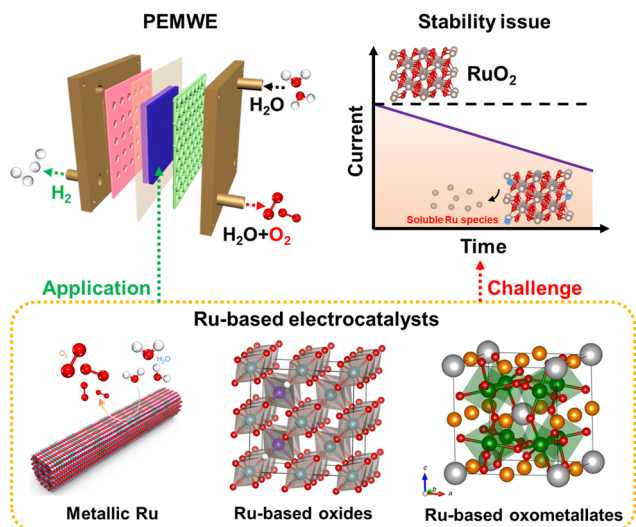 PEMWE
Stability issue
H₂O
H₂
H₂O+O₂
RuO₂
Current
Soluble Ru species
Time
Application
Challenge
Ru-based electrocatalysts
O₂
H₂O
c
b
a
Metallic Ru
Ru-based oxides
Ru-based oxometallates